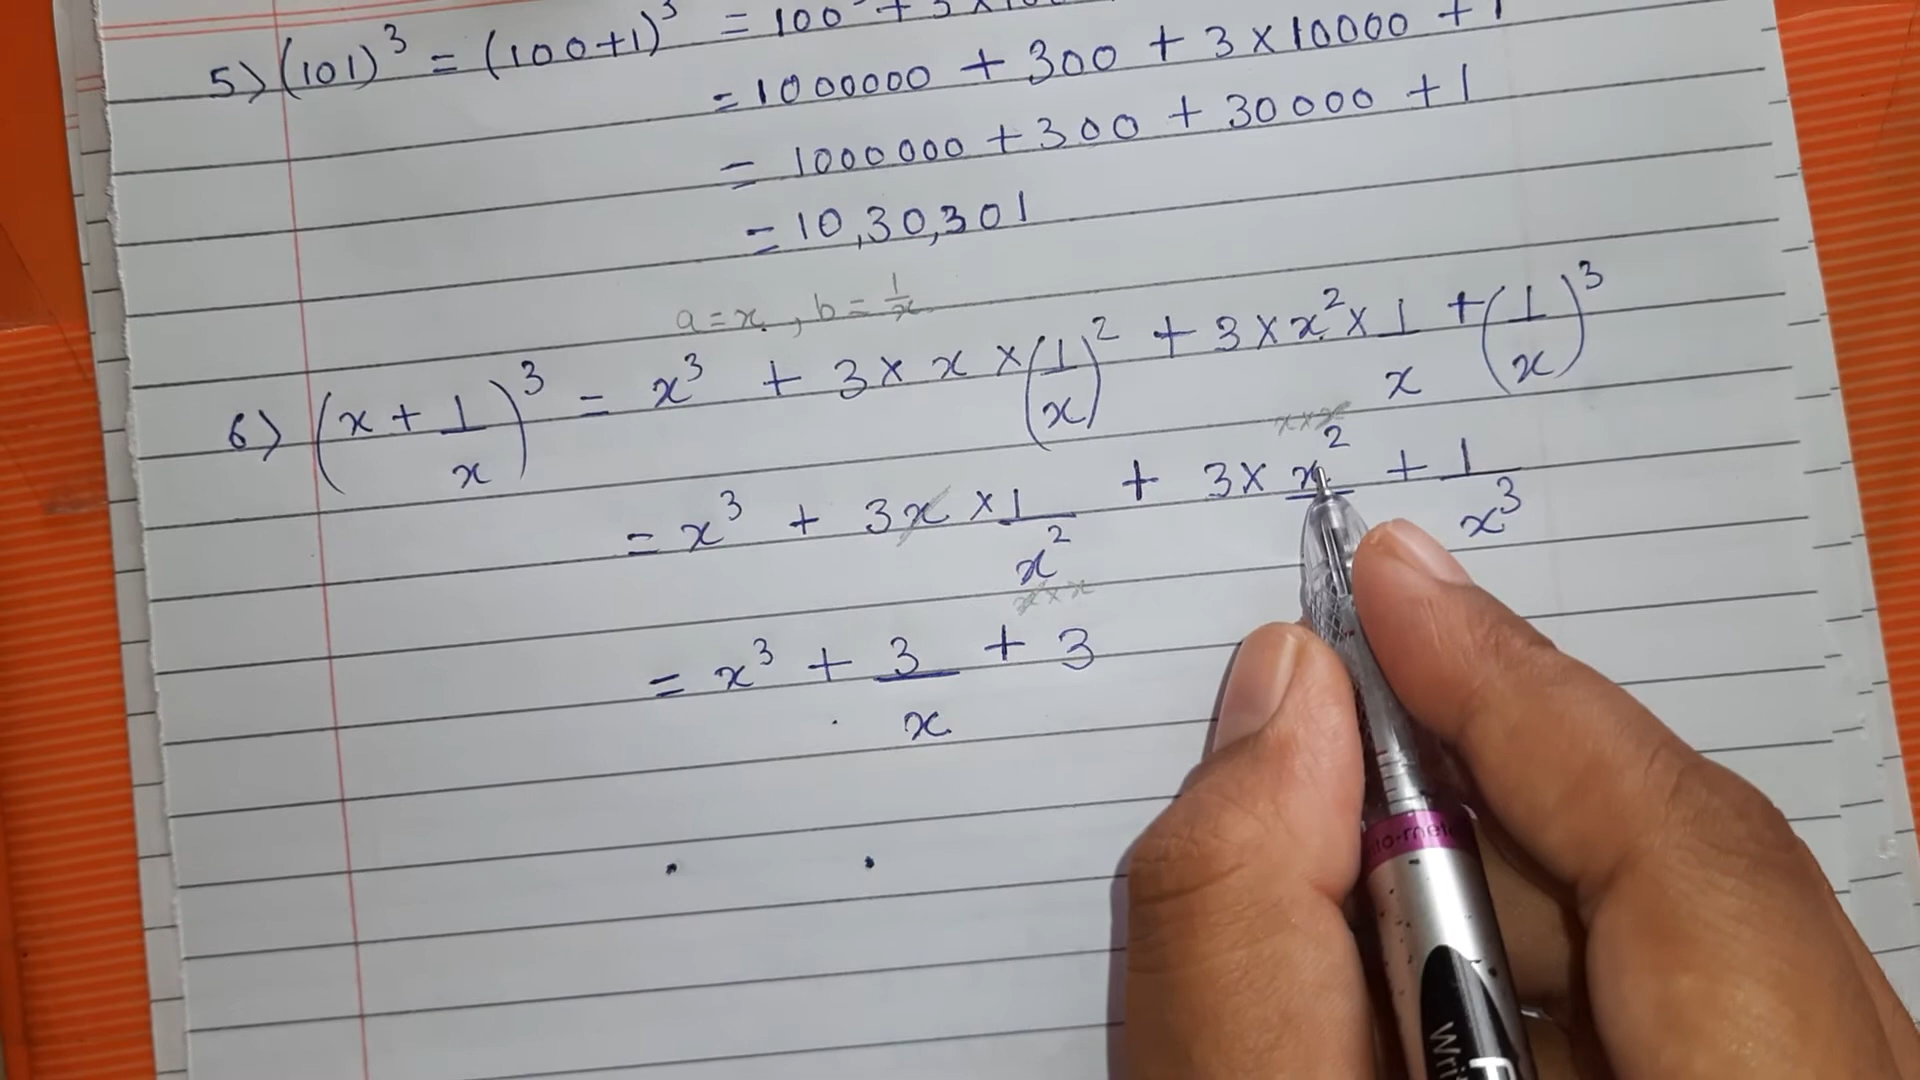 5) (101)³ = (100+1)³ = 100³ + 3 ×
= 1000000 + 300 + 3 × 10000 + 1
= 1000000 + 300 + 30000 + 1
= 10,30,301
a = x, b = 1/x
6) (x + 1/x)³ = x³ + 3 × x × (1/x)² + 3 × x² × 1/x + (1/x)³
x×x
= x³ + 3x × 1/x² + 3 × x² + 1/x³
x×x
= x³ + 3/x + 3